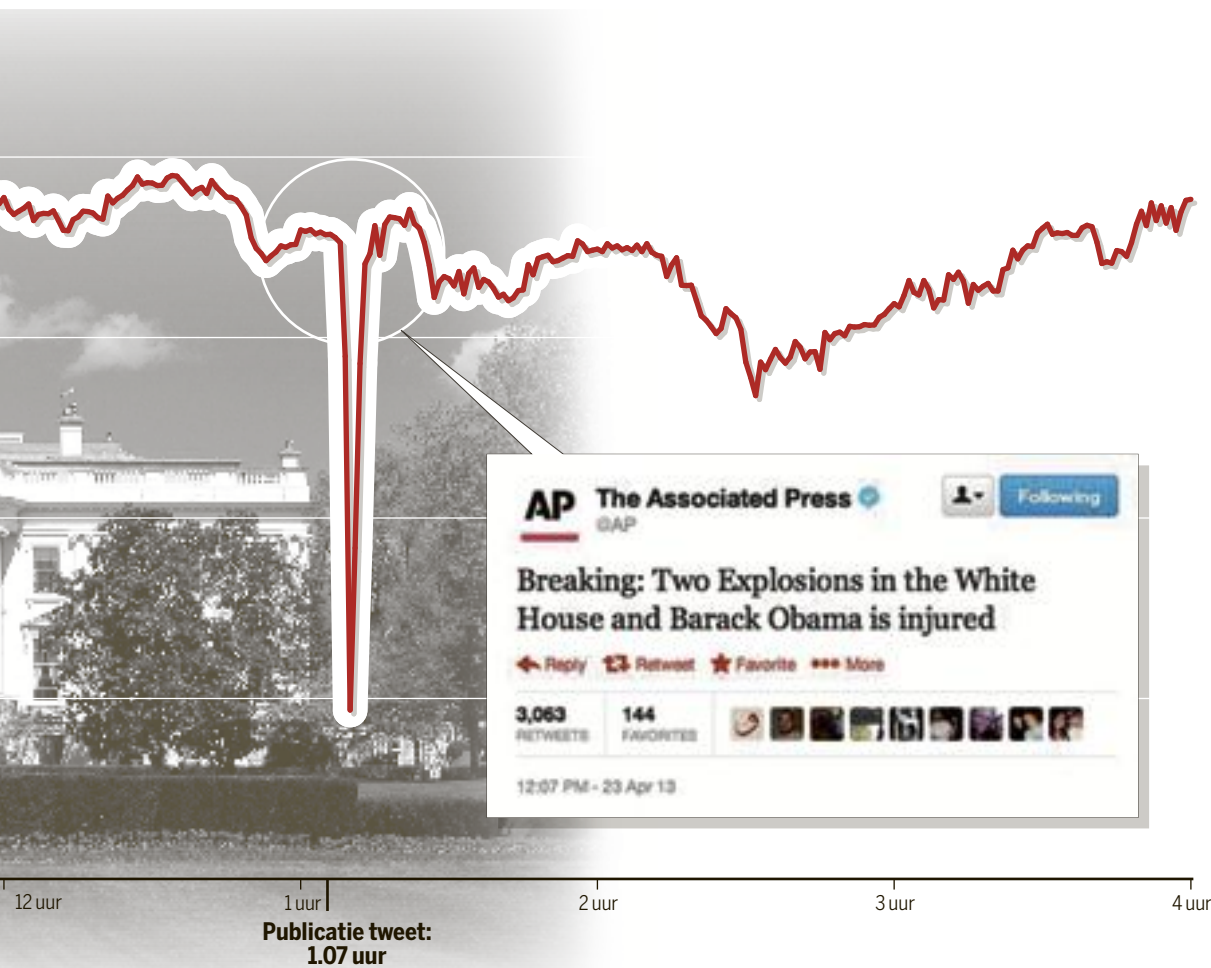 AP
The Associated Press
@AP
Following
Breaking: Two Explosions in the White
House and Barack Obama is injured
Reply Retweet Favorite More
3,063
RETWEETS
144
FAVORITES
12:07 PM - 23 Apr 13
12 uur
1 uur
2 uur
3 uur
4 uur
Publicatie tweet:
1.07 uur